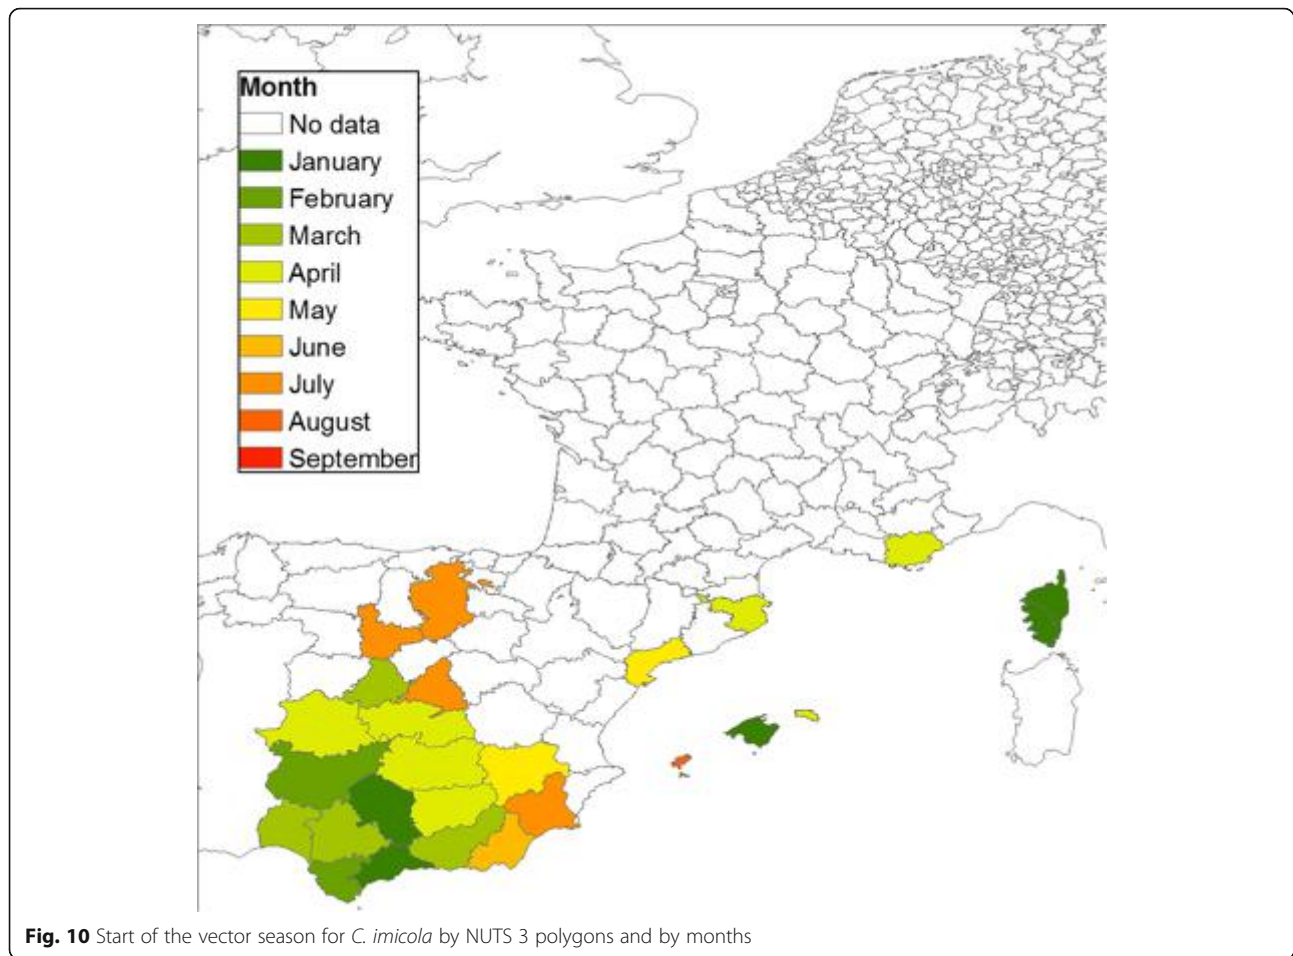 Month
No data
January
February
March
April
May
June
July
August
September
Fig. 10 Start of the vector season for C. imicola by NUTS 3 polygons and by months